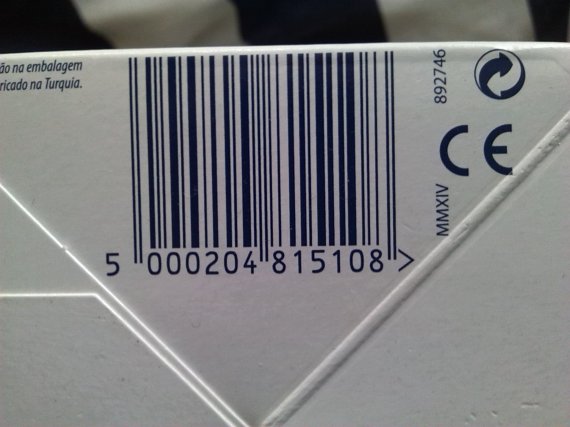 ão na embalagem
ricado na Turquia.
892746
CE
MMXIV
5 000204 815108 >